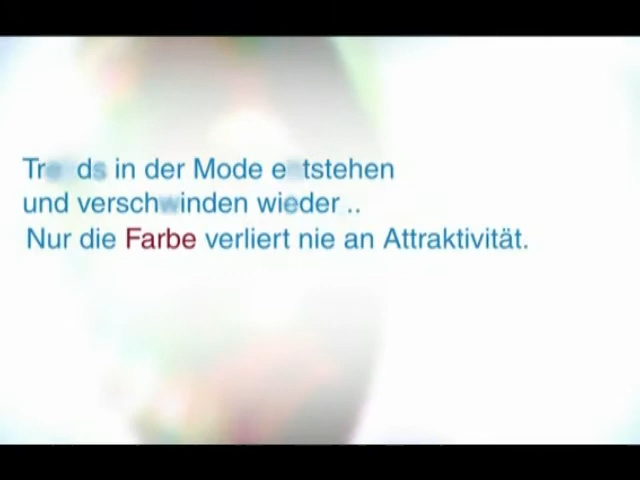 Trends in der Mode entstehen
und verschwinden wieder ..
Nur die Farbe verliert nie an Attraktivität.